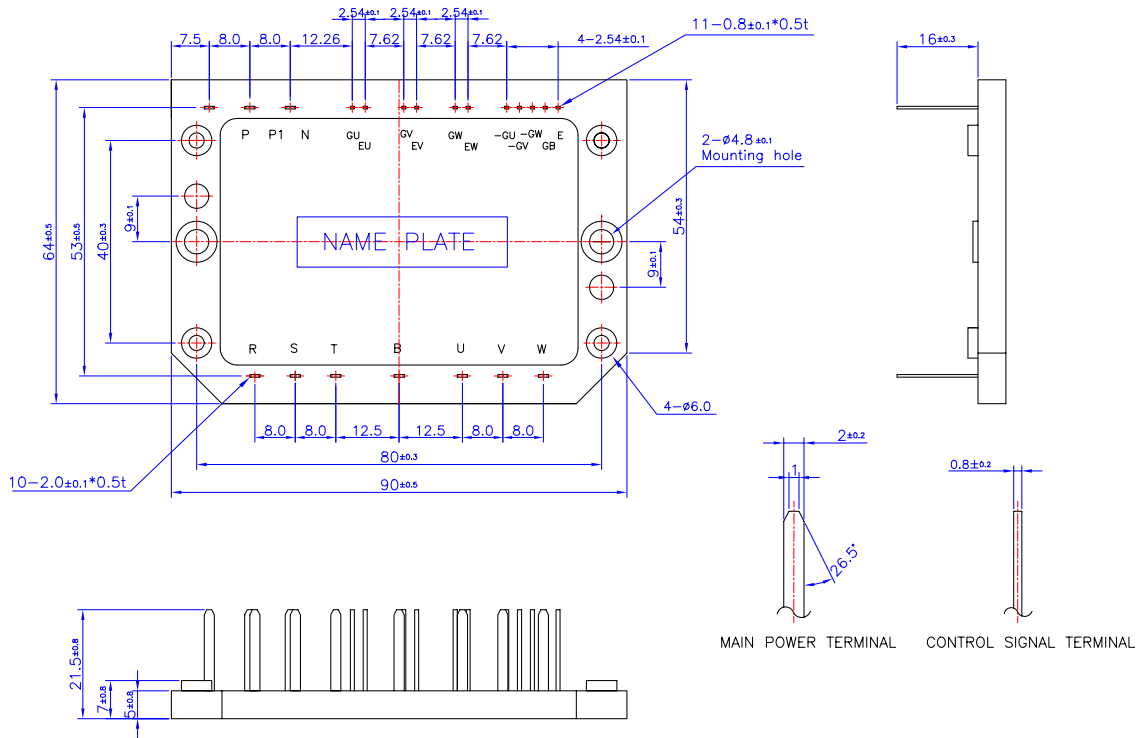 2.54±0.1 2.54±0.1 2.54±0.1
7.5 8.0 8.0 12.26 7.62 7.62 7.62 4-2.54±0.1
11-0.8±0.1*0.5t
16±0.3
P P1 N GU EU GV EV GW EW -GU -GV -GW GB E
2-ø4.8±0.1
Mounting hole
64±0.5
53±0.5
40±0.3
9±0.1
NAME PLATE
54±0.3
9±0.1
R S T B U V W
4-ø6.0
8.0 8.0 12.5 12.5 8.0 8.0
80±0.3
10-2.0±0.1*0.5t
90±0.5
2±0.2
1
26.5°
0.8±0.2
MAIN POWER TERMINAL
CONTROL SIGNAL TERMINAL
21.5±0.8
7±0.8
5±0.8